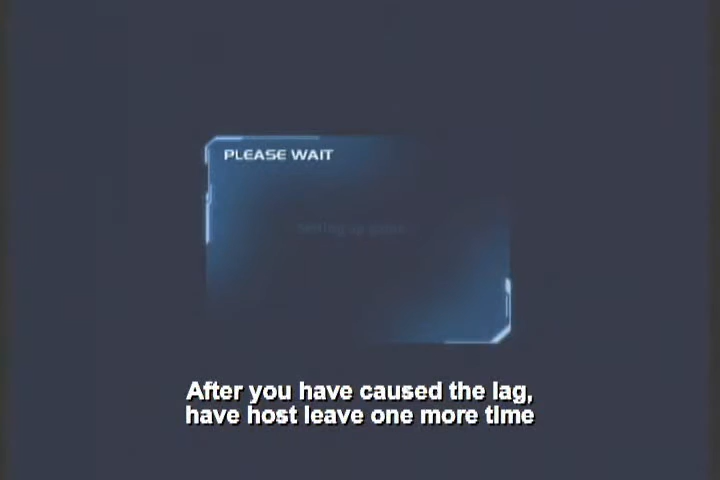 PLEASE WAIT
After you have caused the lag,
have host leave one more time